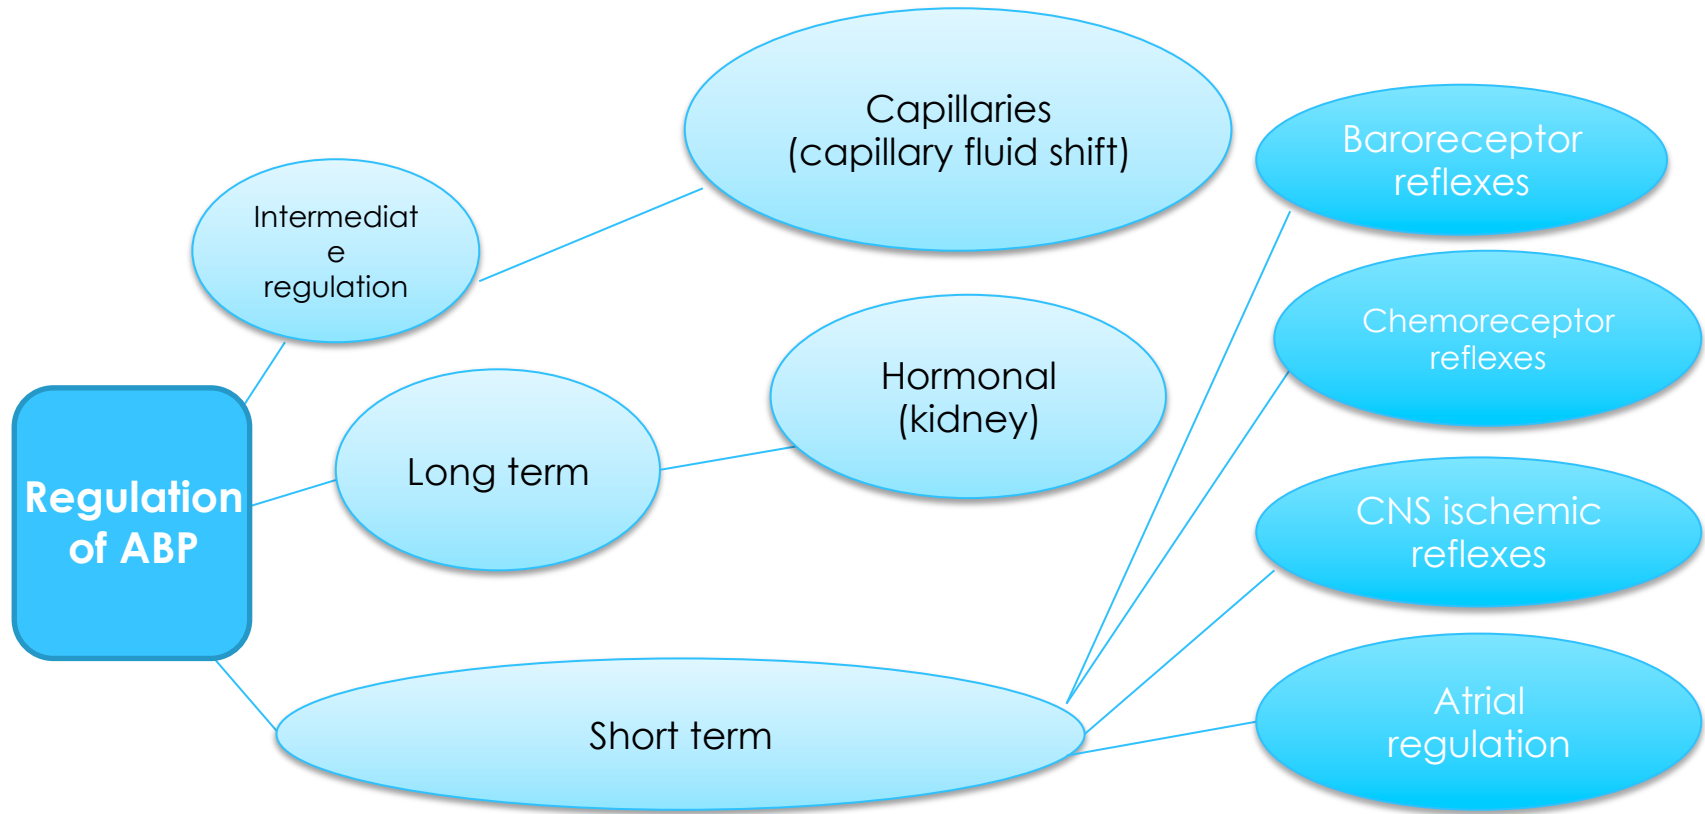 Regulation
of ABP
Intermediat
e
regulation
Capillaries
(capillary fluid shift)
Long term
Hormonal
(kidney)
Short term
Baroreceptor
reflexes
Chemoreceptor
reflexes
CNS ischemic
reflexes
Atrial
regulation